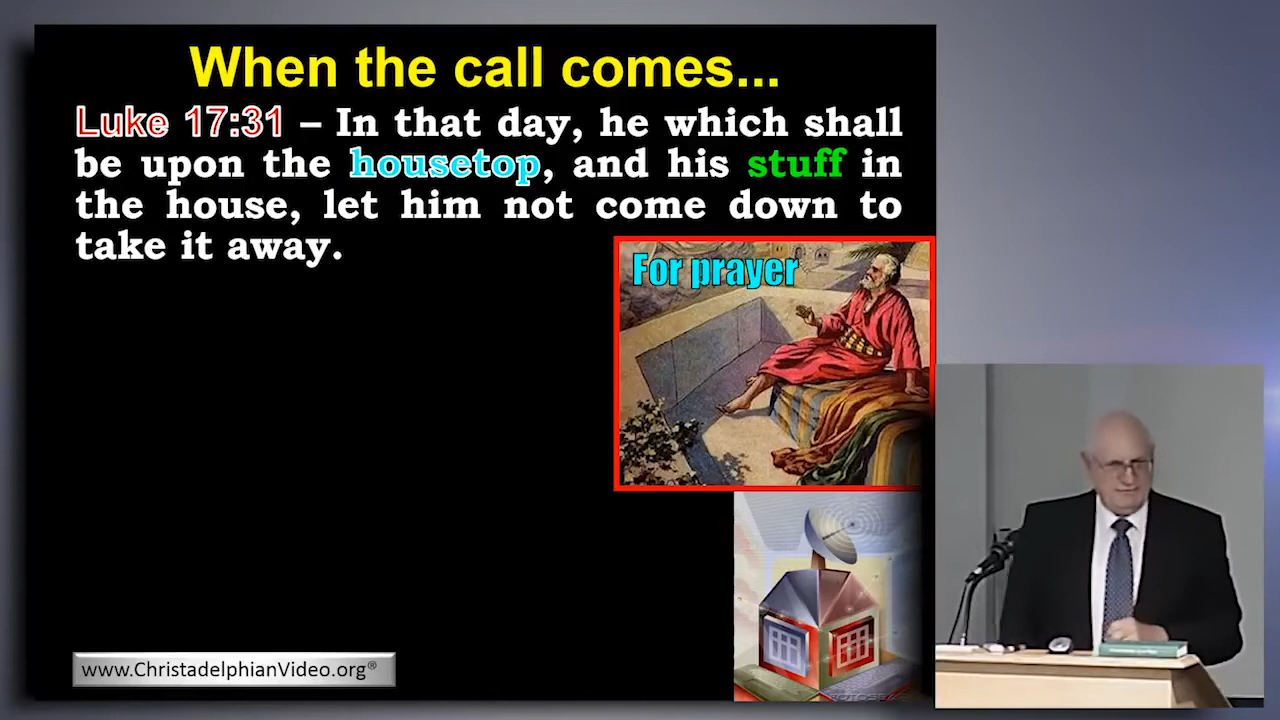 When the call comes...
Luke 17:31 – In that day, he which shall
be upon the housetop, and his stuff in
the house, let him not come down to
take it away.
For prayer
www.ChristadelphianVideo.org®